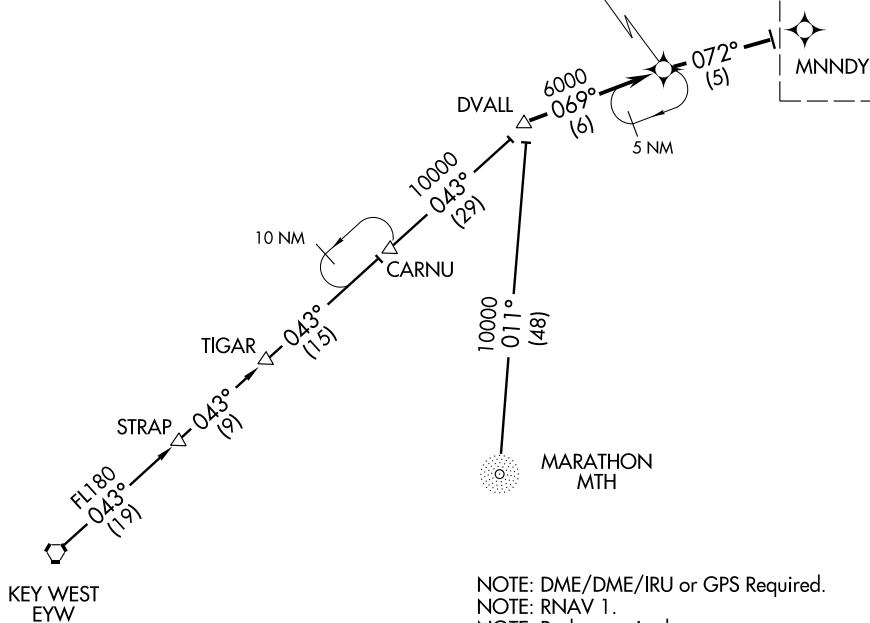 072°
(5)
MNNDY
6000
069°
(6)
5 NM
DVALL
10000
043°
(29)
10 NM
CARNU
10000
011°
(48)
TIGAR
043°
(15)
STRAP
043°
(9)
FL180
043°
(19)
MARATHON
MTH
KEY WEST
EYW
NOTE: DME/DME/IRU or GPS Required.
NOTE: RNAV 1.